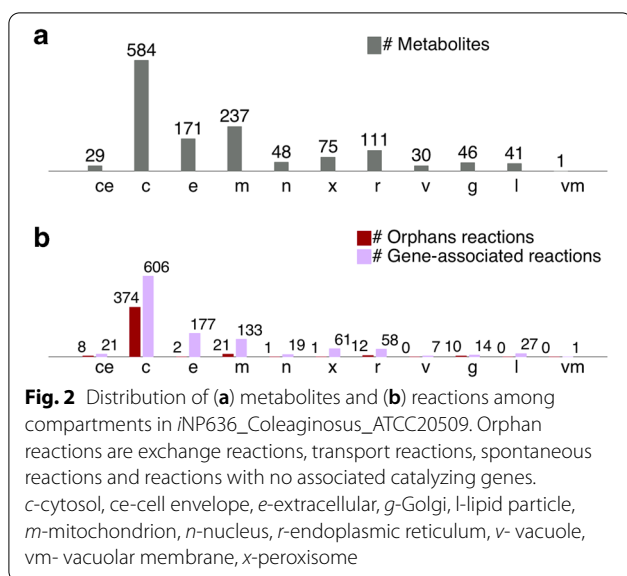 a
# Metabolites
584
29 171 237 48 75 111 30 46 41 1
ce c e m n x r v g l vm
b
# Orphans reactions
# Gene-associated reactions
8 21 374 606 2 177 21 133 1 19 1 61 12 58 0 7 10 14 0 27 0 1
ce c e m n x r v g l vm
Fig. 2 Distribution of (a) metabolites and (b) reactions among
compartments in iNP636_Coleaginosus_ATCC20509. Orphan
reactions are exchange reactions, transport reactions, spontaneous
reactions and reactions with no associated catalyzing genes.
c-cytosol, ce-cell envelope, e-extracellular, g-Golgi, l-lipid particle,
m-mitochondrion, n-nucleus, r-endoplasmic reticulum, v- vacuole,
vm- vacuolar membrane, x-peroxisome